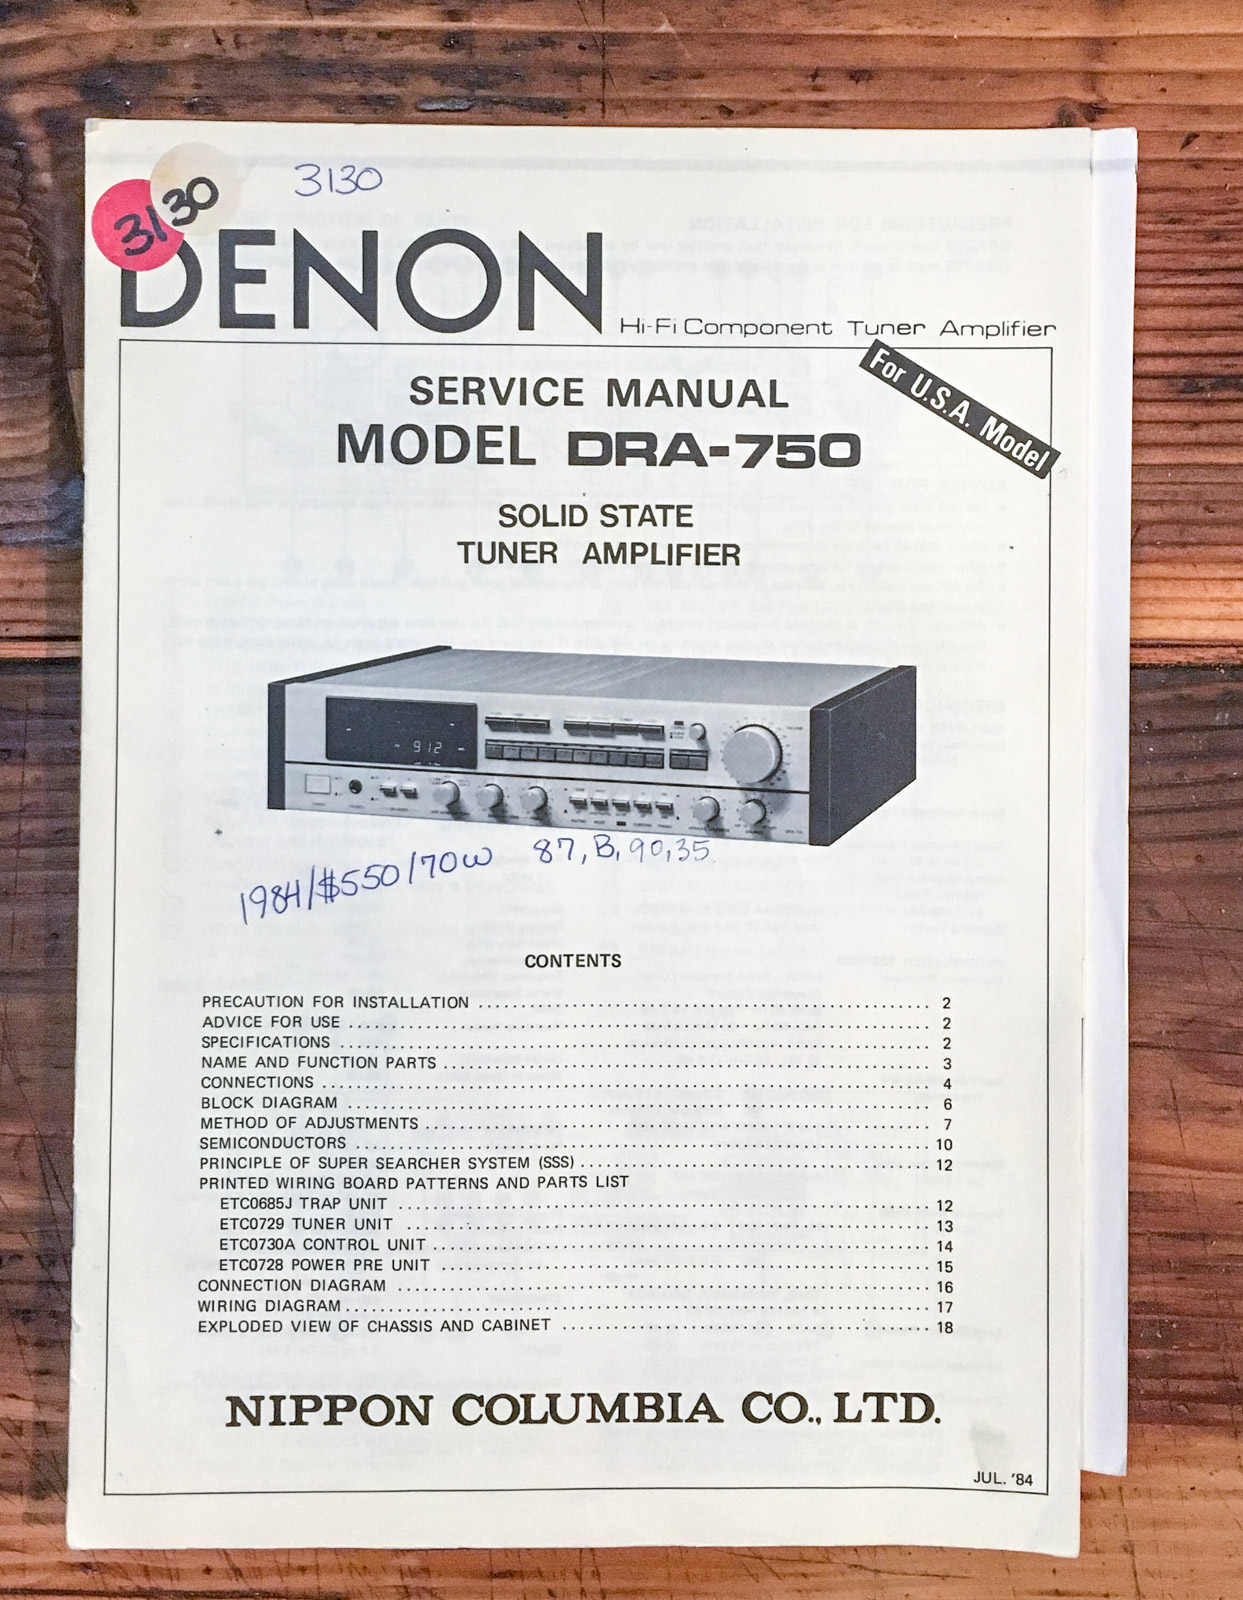 3130
3130
DENON
Hi-Fi Component Tuner Amplifier
For U.S.A. Model
SERVICE MANUAL
MODEL DRA-750
SOLID STATE
TUNER AMPLIFIER
912
1984/$550/70W 87, B, 90, 35.
CONTENTS
PRECAUTION FOR INSTALLATION ........ 2
ADVICE FOR USE ........ 2
SPECIFICATIONS ........ 2
NAME AND FUNCTION PARTS ........ 3
CONNECTIONS ........ 4
BLOCK DIAGRAM ........ 6
METHOD OF ADJUSTMENTS ........ 7
SEMICONDUCTORS ........ 10
PRINCIPLE OF SUPER SEARCHER SYSTEM (SSS) ........ 12
PRINTED WIRING BOARD PATTERNS AND PARTS LIST
ETC0685J TRAP UNIT ........ 12
ETC0729 TUNER UNIT ........ 13
ETC0730A CONTROL UNIT ........ 14
ETC0728 POWER PRE UNIT ........ 15
CONNECTION DIAGRAM ........ 16
WIRING DIAGRAM ........ 17
EXPLODED VIEW OF CHASSIS AND CABINET ........ 18
NIPPON COLUMBIA CO., LTD.
JUL. '84